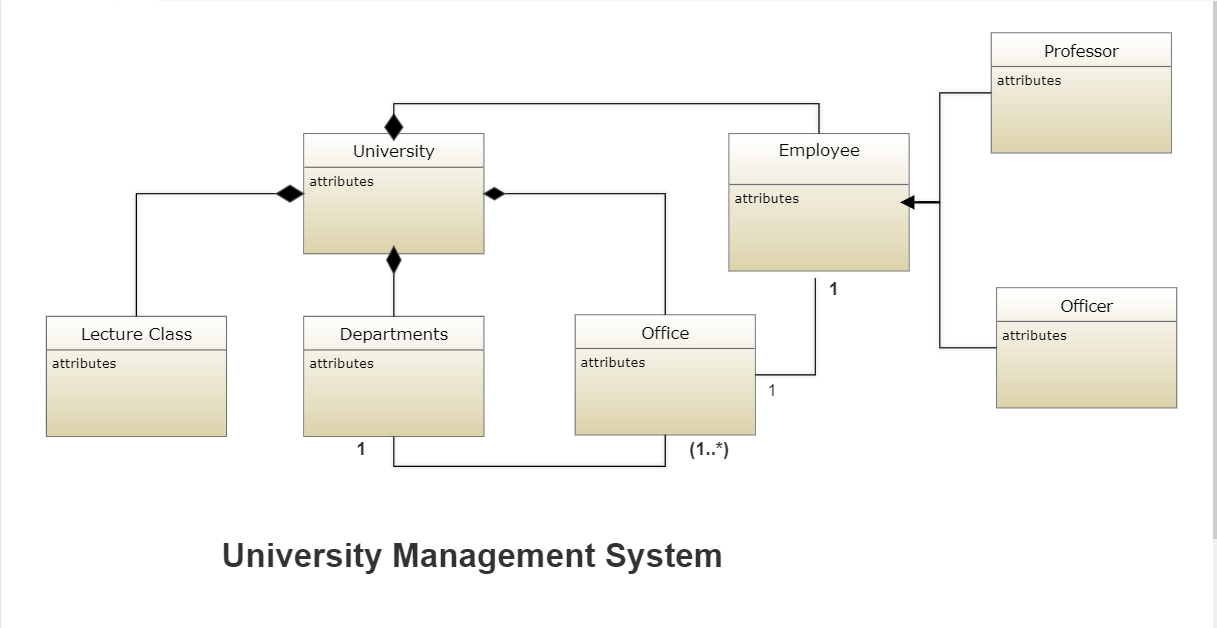 Professor
attributes
University
attributes
Employee
attributes
Lecture Class
attributes
Departments
attributes
Office
attributes
Officer
attributes
1
1
1
(1..*)
University Management System